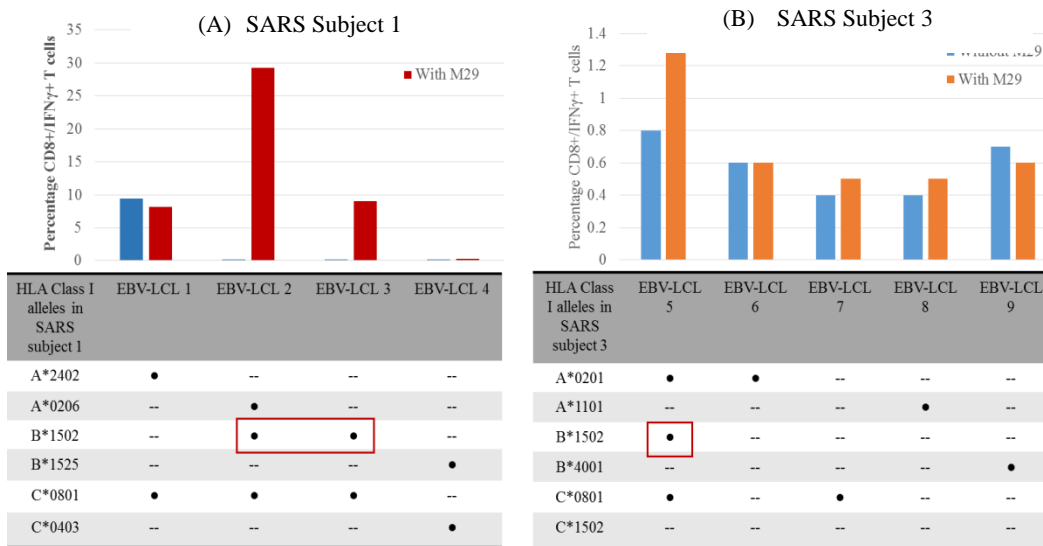 (A) SARS Subject 1
Percentage CD8+/IFNγ+ T cells
35
30
25
20
15
10
5
0
With M29
HLA Class I alleles in SARS subject 1 EBV-LCL 1 EBV-LCL 2 EBV-LCL 3 EBV-LCL 4
A*2402 ● -- -- --
A*0206 -- ● -- --
B*1502 -- ● ● --
B*1525 -- -- -- ●
C*0801 ● ● ● --
C*0403 -- -- -- ●
(B) SARS Subject 3
Percentage CD8+/IFNγ+ T cells
1.4
1.2
1
0.8
0.6
0.4
0.2
0
Without M29
With M29
HLA Class I alleles in SARS subject 3 EBV-LCL 5 EBV-LCL 6 EBV-LCL 7 EBV-LCL 8 EBV-LCL 9
A*0201 ● ● -- -- --
A*1101 -- -- -- ● --
B*1502 ● -- -- -- --
B*4001 -- -- -- -- ●
C*0801 ● -- ● -- --
C*1502 -- -- -- -- --